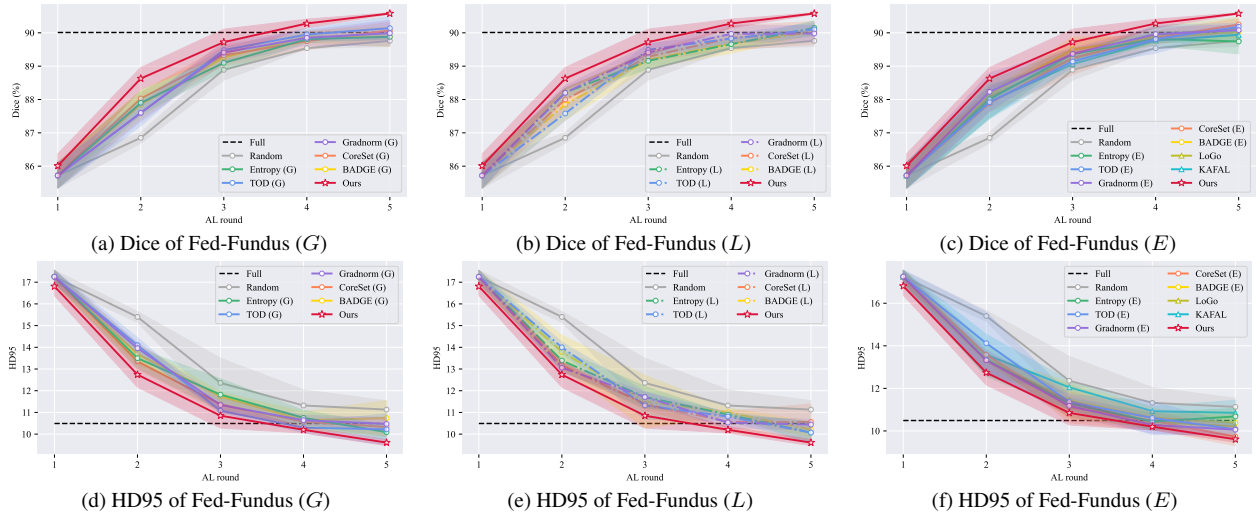 90
89
88
87
86
Dice (%)
Full
Random
Entropy (G)
TOD (G)
Gradnorm (G)
CoreSet (G)
BADGE (G)
Ours
1 2 3 4 5
AL round
(a) Dice of Fed-Fundus (G)
90
89
88
87
86
Dice (%)
Full
Random
Entropy (L)
TOD (L)
Gradnorm (L)
CoreSet (L)
BADGE (L)
Ours
1 2 3 4 5
AL round
(b) Dice of Fed-Fundus (L)
90
89
88
87
86
Dice (%)
Full
Random
Entropy (E)
TOD (E)
Gradnorm (E)
CoreSet (E)
BADGE (E)
LoGo
KAFAL
Ours
1 2 3 4 5
AL round
(c) Dice of Fed-Fundus (E)
17
16
15
14
13
12
11
10
HD95
Full
Random
Entropy (G)
TOD (G)
Gradnorm (G)
CoreSet (G)
BADGE (G)
Ours
1 2 3 4 5
AL round
(d) HD95 of Fed-Fundus (G)
17
16
15
14
13
12
11
10
HD95
Full
Random
Entropy (L)
TOD (L)
Gradnorm (L)
CoreSet (L)
BADGE (L)
Ours
1 2 3 4 5
AL round
(e) HD95 of Fed-Fundus (L)
16
14
12
10
HD95
Full
Random
Entropy (E)
TOD (E)
Gradnorm (E)
CoreSet (E)
BADGE (E)
LoGo
KAFAL
Ours
1 2 3 4 5
AL round
(f) HD95 of Fed-Fundus (E)